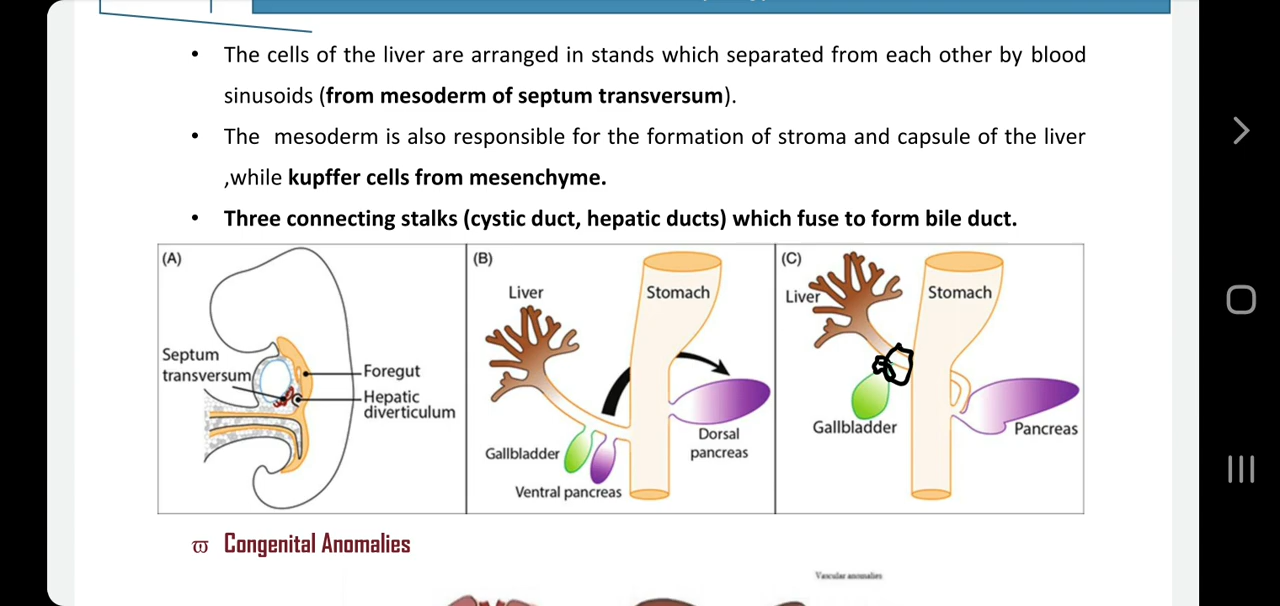 • The cells of the liver are arranged in stands which separated from each other by blood
sinusoids (from mesoderm of septum transversum).
• The mesoderm is also responsible for the formation of stroma and capsule of the liver
,while kupffer cells from mesenchyme.
• Three connecting stalks (cystic duct, hepatic ducts) which fuse to form bile duct.
(A)
Septum
transversum
Foregut
Hepatic
diverticulum
(B)
Liver
Stomach
Gallbladder
Ventral pancreas
Dorsal
pancreas
(C)
Liver
Stomach
Gallbladder
Pancreas
ϖ Congenital Anomalies
Vascular anomalies